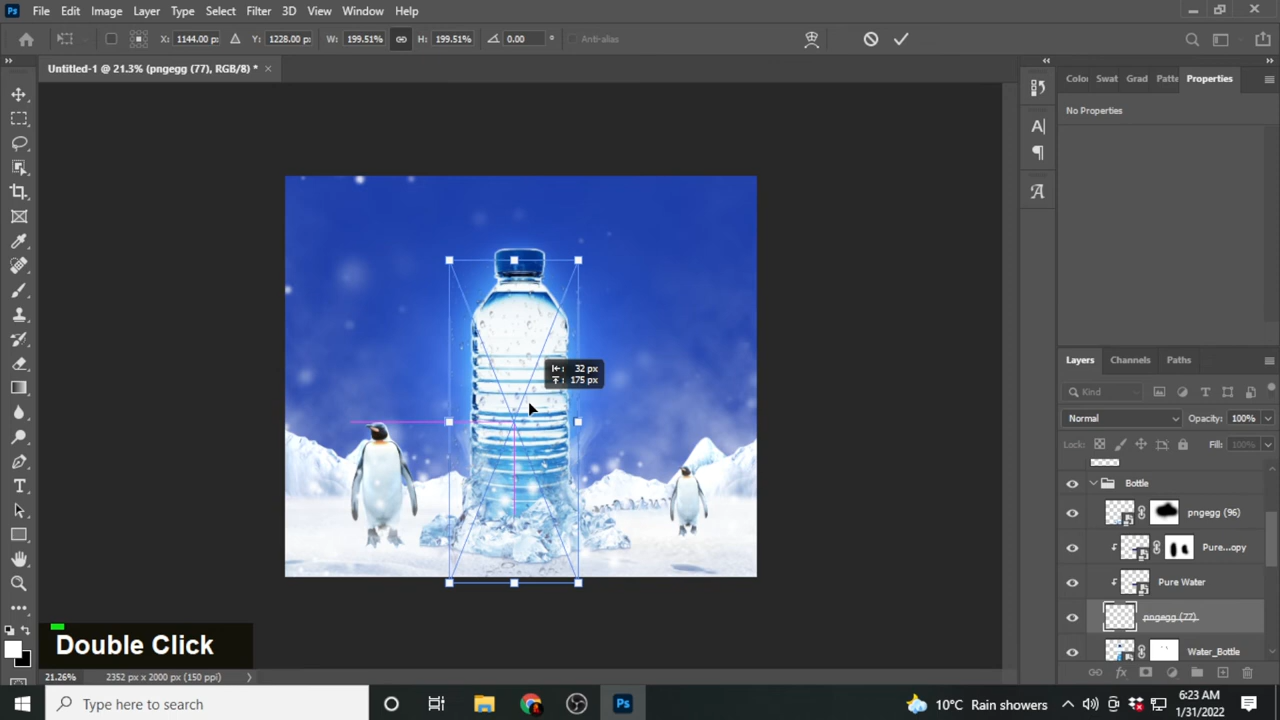 Ps File Edit Image Layer Type Select Filter 3D View Window Help
X: 1144.00 px Y: 1228.00 px W: 199.51% H: 199.51% 0.00 ° Anti-alias
Untitled-1 @ 21.3% (pngegg (77), RGB/8) * ×
Swat Grad Properties
No Properties
32 px
175 px
Layers Channels Paths
Kind
Normal Opacity: 100%
Lock: Fill: 100%
Bottle
pngegg (96)
Pure...opy
Pure Water
pngegg (77)
Water_Bottle
Double Click
21.26% 2352 px x 2000 px (150 ppi)
Type here to search
Ps
10°C Rain showers
6:23 AM
1/31/2022